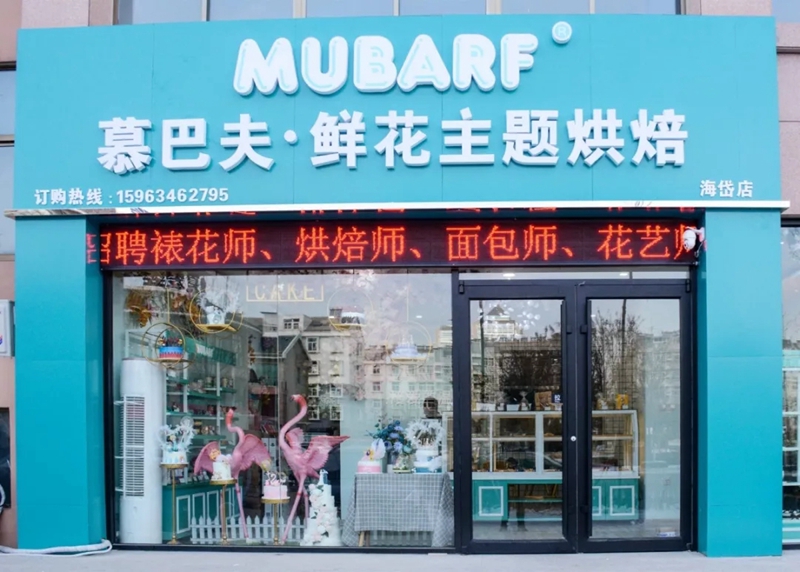 MUBARF®
慕巴夫·鲜花主题烘焙
订购热线:15963462795
海岱店
招聘裱花师、烘焙师、面包师、花艺师
CAKE